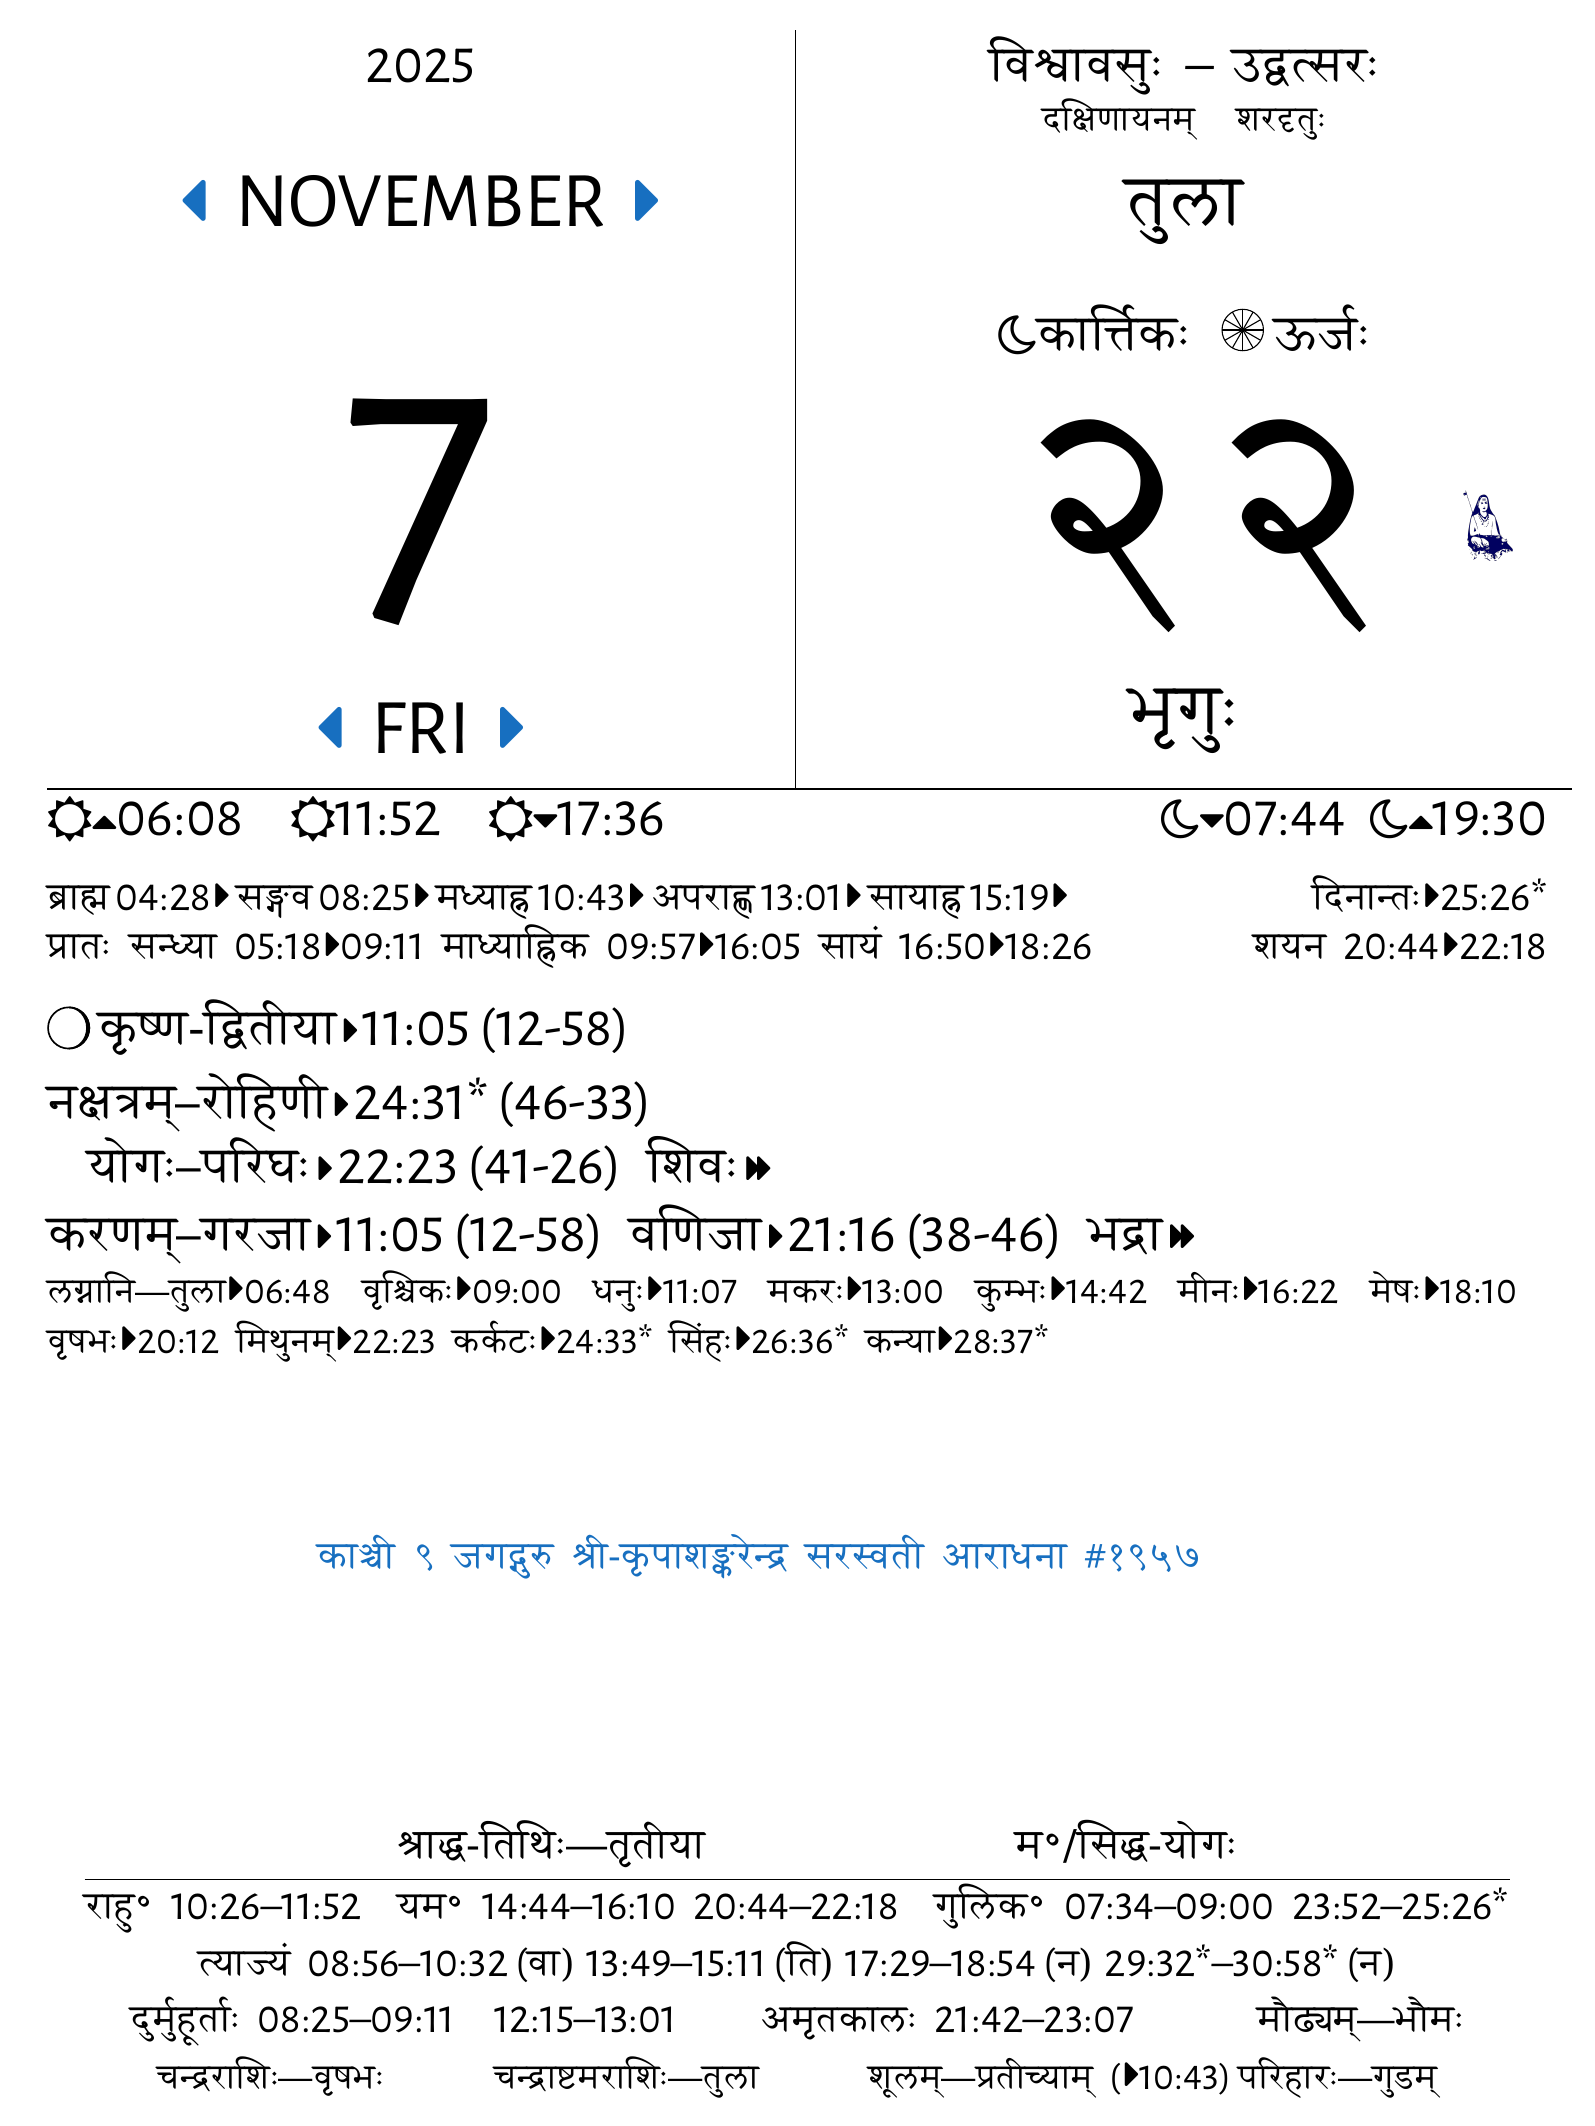 2025
NOVEMBER
7
FRI
विश्वावसुः – उद्वत्सरः
दक्षिणायनम् शरदृतुः
तुला
कार्त्तिकः ऊर्जः
२२
भृगुः
06:08 11:52 17:36 07:44 19:30
ब्राह्म 04:28 सङ्गव 08:25 मध्याह्न 10:43 अपराह्ण 13:01 सायाह्न 15:19 दिनान्तः 25:26*
प्रातः सन्ध्या 05:18 09:11 माध्याह्निक 09:57 16:05 सायं 16:50 18:26 शयन 20:44 22:18
कृष्ण-द्वितीया 11:05 (12-58)
नक्षत्रम्–रोहिणी 24:31* (46-33)
योगः–परिघः 22:23 (41-26) शिवः
करणम्–गरजा 11:05 (12-58) वणिजा 21:16 (38-46) भद्रा
लग्नानि—तुला 06:48 वृश्चिकः 09:00 धनुः 11:07 मकरः 13:00 कुम्भः 14:42 मीनः 16:22 मेषः 18:10
वृषभः 20:12 मिथुनम् 22:23 कर्कटः 24:33* सिंहः 26:36* कन्या 28:37*
काञ्ची ९ जगद्गुरु श्री-कृपाशङ्करेन्द्र सरस्वती आराधना #१९५७
श्राद्ध-तिथिः—तृतीया म॰/सिद्ध-योगः
राहु॰ 10:26–11:52 यम॰ 14:44–16:10 20:44–22:18 गुलिक॰ 07:34–09:00 23:52–25:26*
त्याज्यं 08:56–10:32 (वा) 13:49–15:11 (ति) 17:29–18:54 (न) 29:32*–30:58* (न)
दुर्मुहूर्ताः 08:25–09:11 12:15–13:01 अमृतकालः 21:42–23:07 मौढ्यम्—भौमः
चन्द्रराशिः—वृषभः चन्द्राष्टमराशिः—तुला शूलम्—प्रतीच्याम् (10:43) परिहारः—गुडम्